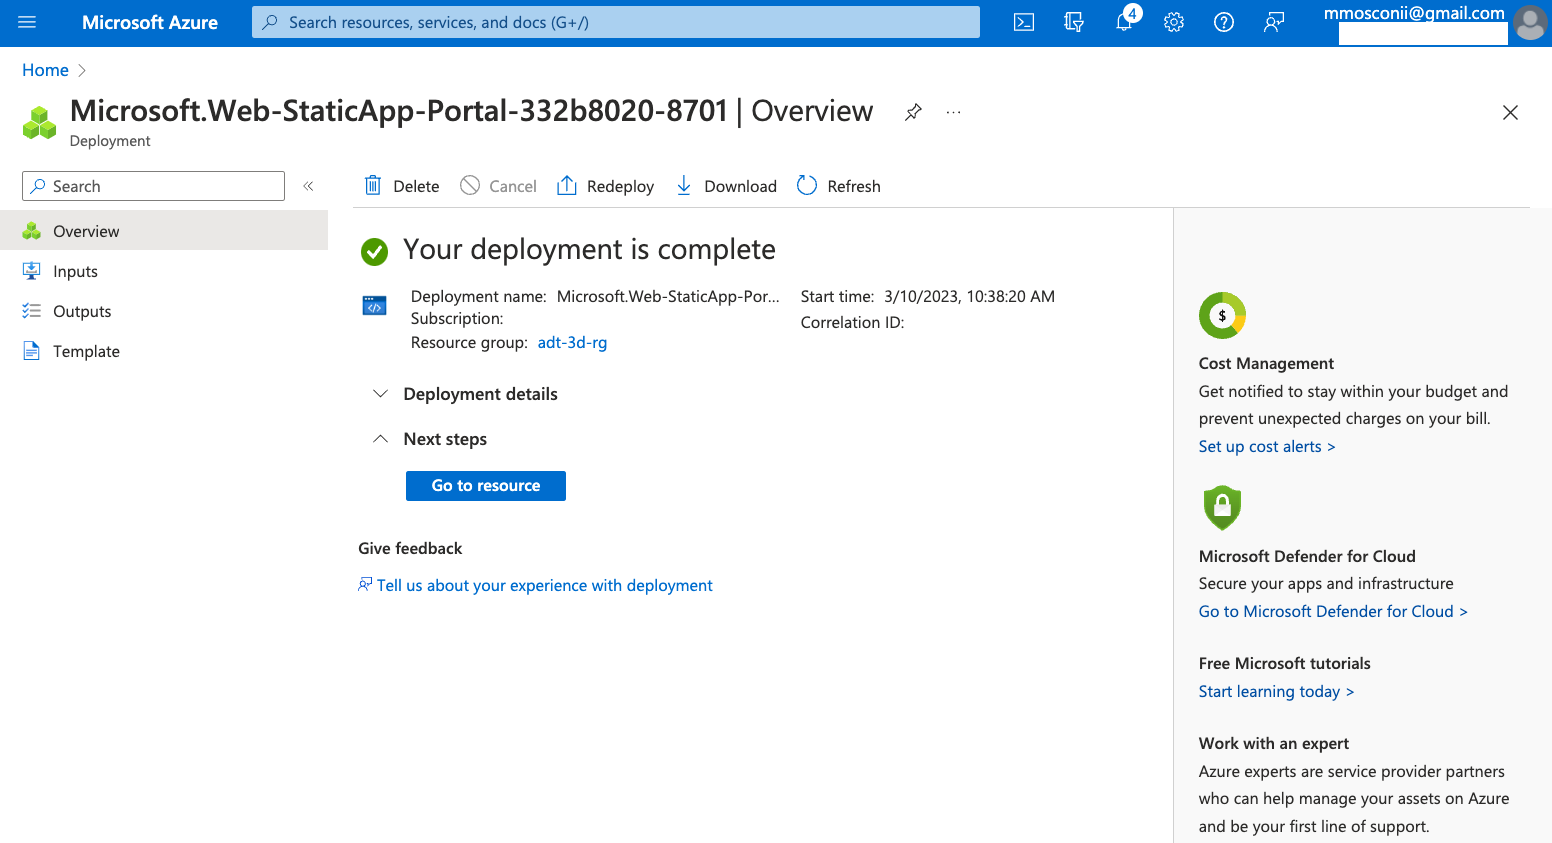 Microsoft Azure
Search resources, services, and docs (G+/)
4
mmosconii@gmail.com
Home
Microsoft.Web-StaticApp-Portal-332b8020-8701 | Overview
Deployment
Search
Delete
Cancel
Redeploy
Download
Refresh
Overview
Inputs
Outputs
Template
Your deployment is complete
Deployment name: Microsoft.Web-StaticApp-Por...
Subscription:
Resource group: adt-3d-rg
Start time: 3/10/2023, 10:38:20 AM
Correlation ID:
Deployment details
Next steps
Go to resource
Give feedback
Tell us about your experience with deployment
$
Cost Management
Get notified to stay within your budget and
prevent unexpected charges on your bill.
Set up cost alerts >
Microsoft Defender for Cloud
Secure your apps and infrastructure
Go to Microsoft Defender for Cloud >
Free Microsoft tutorials
Start learning today >
Work with an expert
Azure experts are service provider partners
who can help manage your assets on Azure
and be your first line of support.